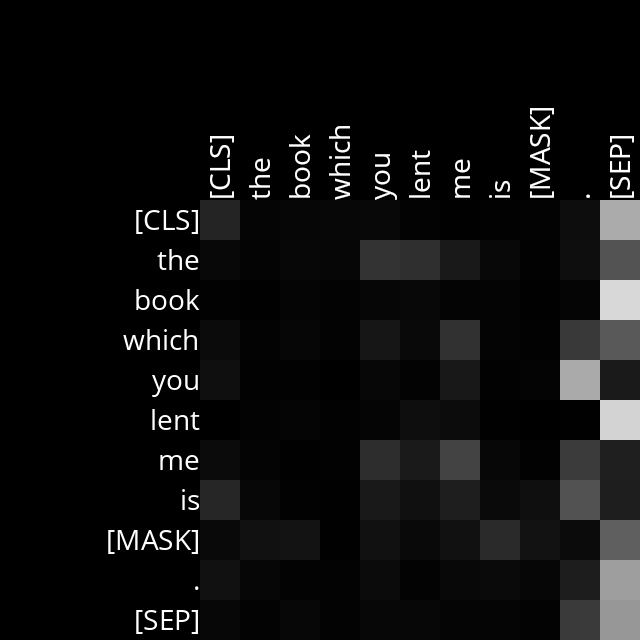 [CLS] the book which you lent me is [MASK] . [SEP]
[CLS]
the
book
which
you
lent
me
is
[MASK]
.
[SEP]